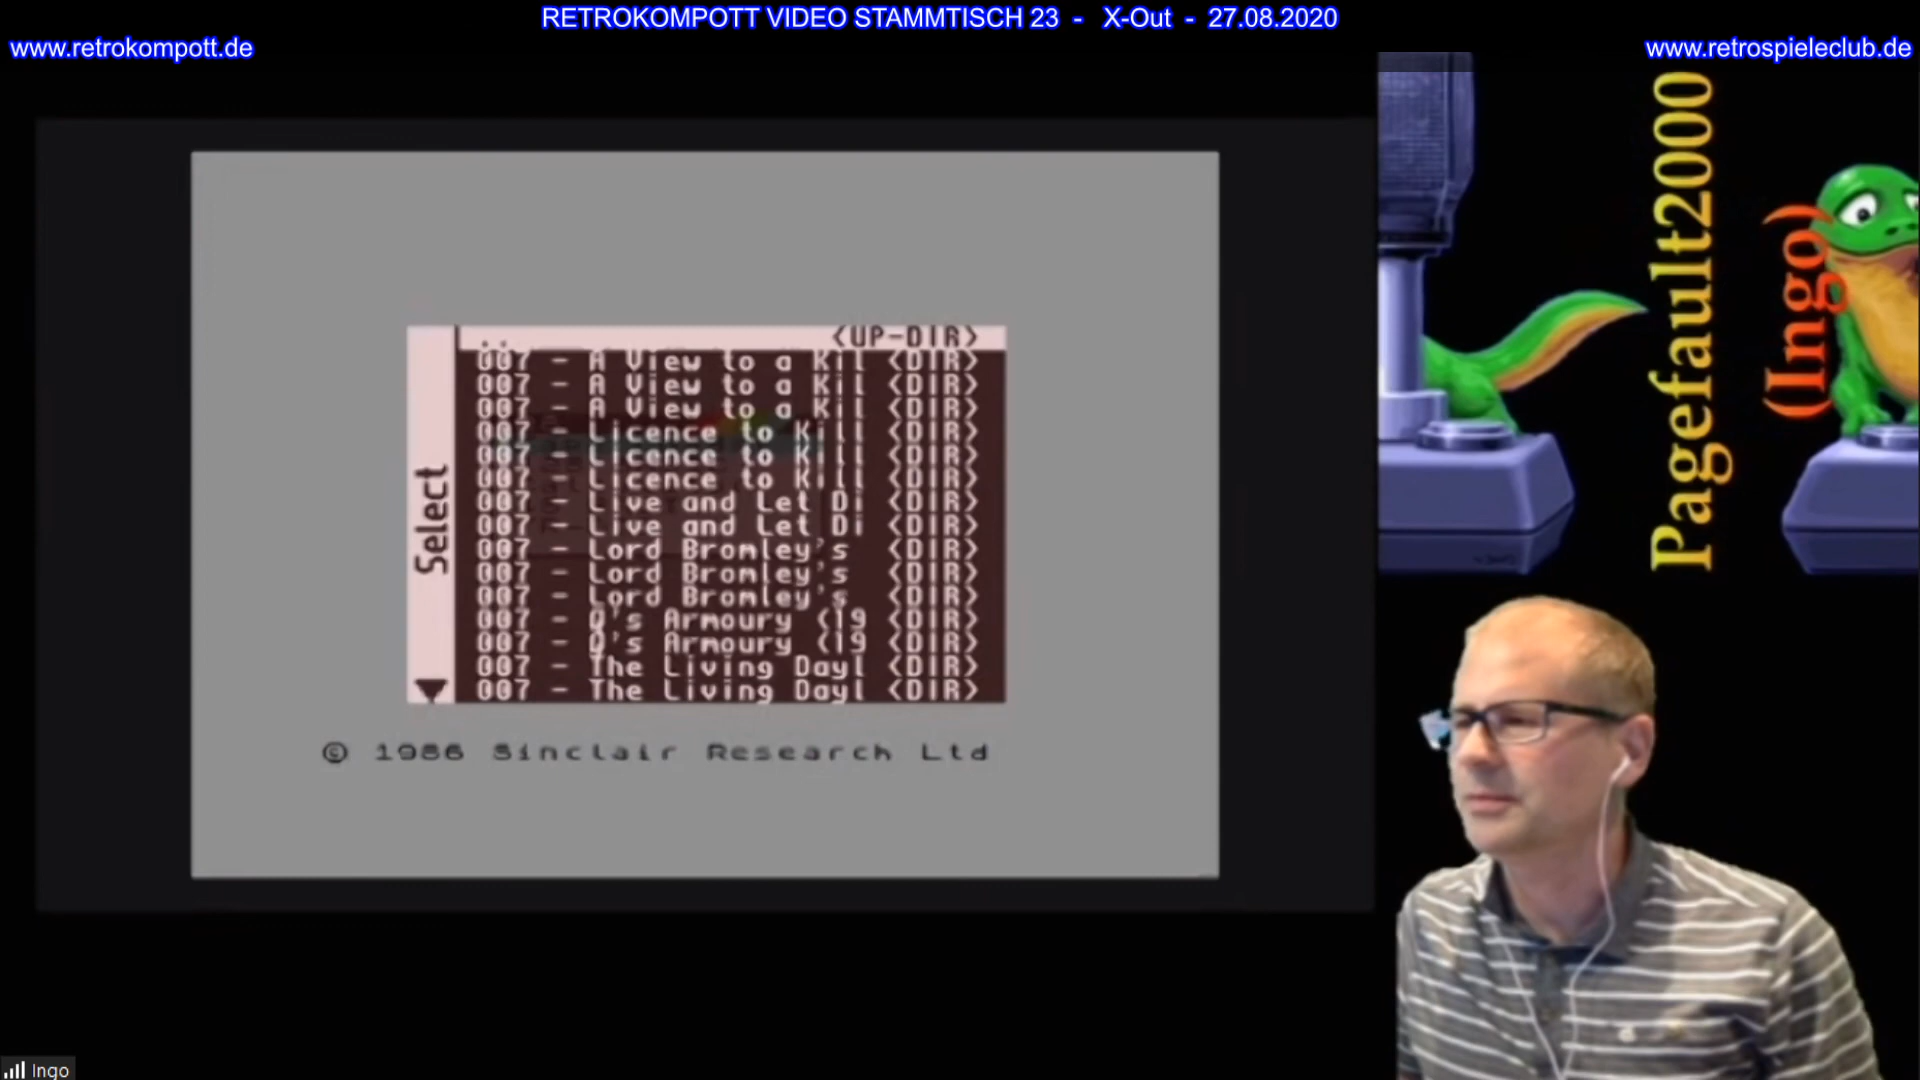 RETROKOMPOTT VIDEO STAMMTISCH 23 - X-Out - 27.08.2020
www.retrokompott.de
www.retrospieleclub.de
Select
.. <UP-DIR>
007 - A View to a Kil <DIR>
007 - A View to a Kil <DIR>
007 - A View to a Kil <DIR>
007 - Licence to Kill <DIR>
007 - Licence to Kill <DIR>
007 - Licence to Kill <DIR>
007 - Live and Let Di <DIR>
007 - Live and Let Di <DIR>
007 - Lord Bromley's <DIR>
007 - Lord Bromley's <DIR>
007 - Lord Bromley's <DIR>
007 - Q's Armoury (19 <DIR>
007 - Q's Armoury (19 <DIR>
007 - The Living Dayl <DIR>
007 - The Living Dayl <DIR>
© 1986 Sinclair Research Ltd
Pagefault2000
(Ingo)
Ingo